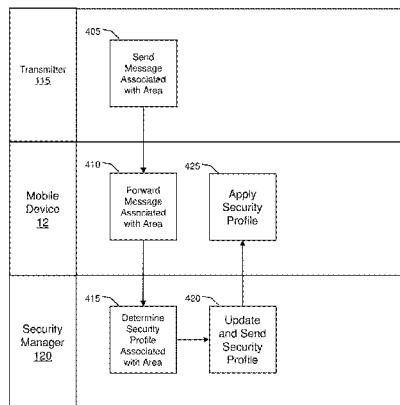 405
Send
Message
Associated
with Area
Transmitter
115
410
Forward
Message
Associated
with Area
425
Apply
Security
Profile
Mobile
Device
12
415
Determine
Security
Profile
Associated
with Area
420
Update
and Send
Security
Profile
Security
Manager
120